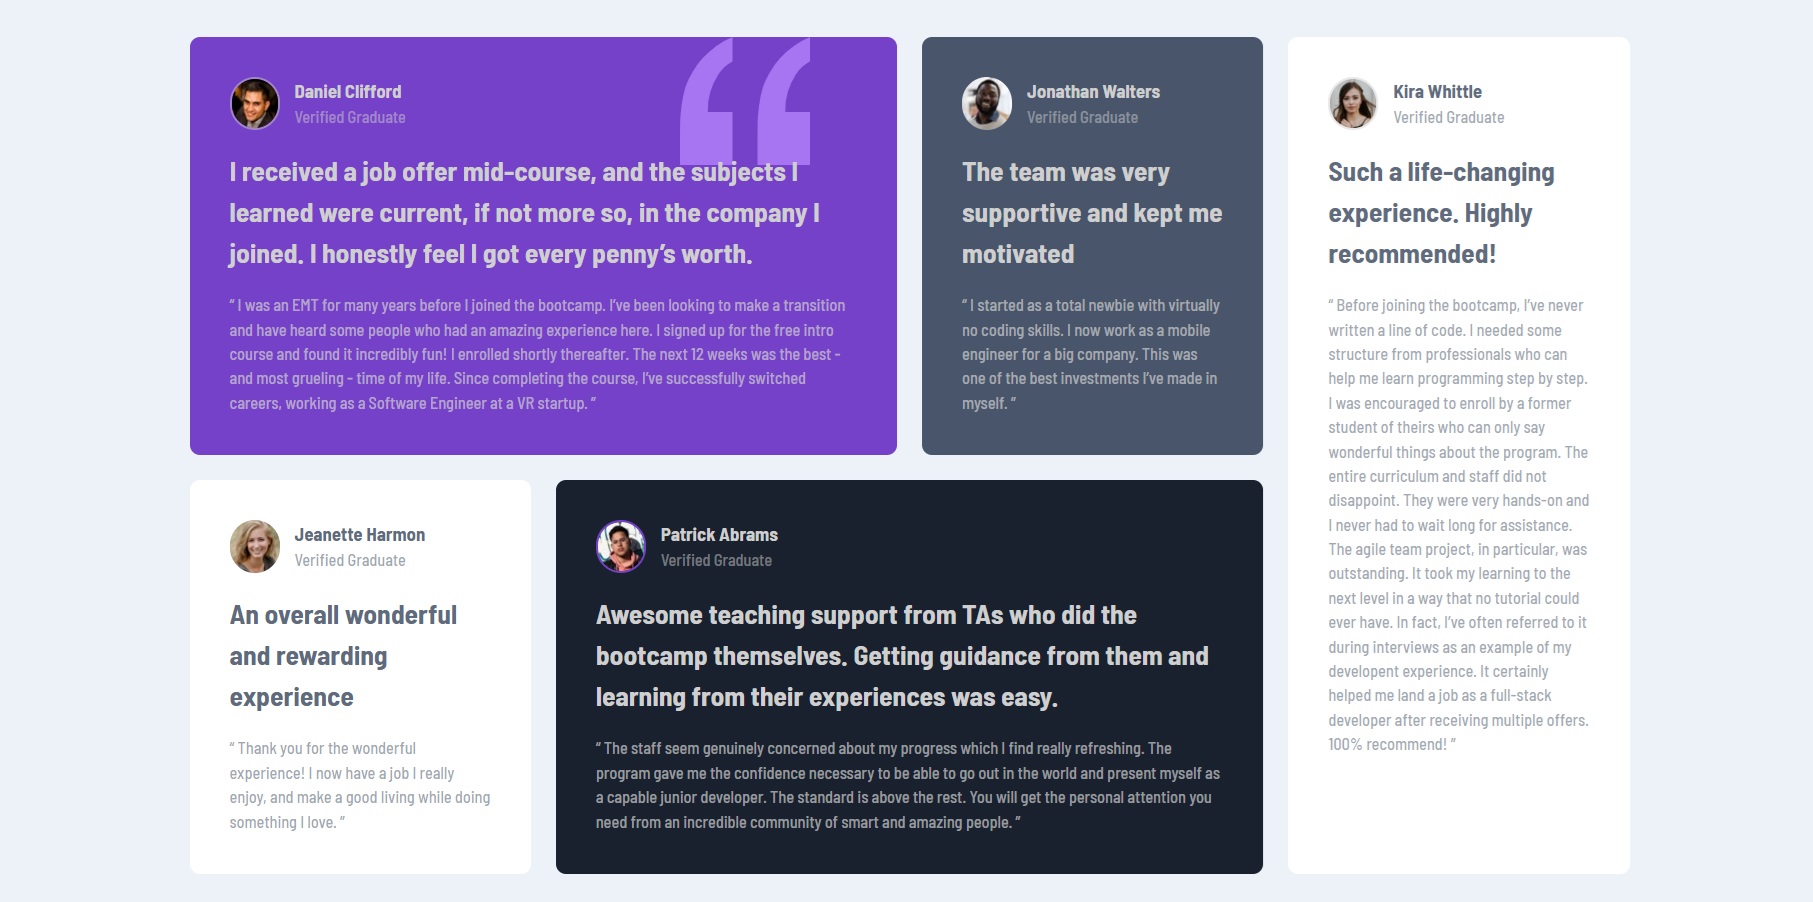 Daniel Clifford
Verified Graduate
I received a job offer mid-course, and the subjects I
learned were current, if not more so, in the company I
joined. I honestly feel I got every penny’s worth.
“ I was an EMT for many years before I joined the bootcamp. I’ve been looking to make a transition
and have heard some people who had an amazing experience here. I signed up for the free intro
course and found it incredibly fun! I enrolled shortly thereafter. The next 12 weeks was the best -
and most grueling - time of my life. Since completing the course, I’ve successfully switched
careers, working as a Software Engineer at a VR startup. ”
Jonathan Walters
Verified Graduate
The team was very
supportive and kept me
motivated
“ I started as a total newbie with virtually
no coding skills. I now work as a mobile
engineer for a big company. This was
one of the best investments I’ve made in
myself. ”
Kira Whittle
Verified Graduate
Such a life-changing
experience. Highly
recommended!
“ Before joining the bootcamp, I’ve never
written a line of code. I needed some
structure from professionals who can
help me learn programming step by step.
I was encouraged to enroll by a former
student of theirs who can only say
wonderful things about the program. The
entire curriculum and staff did not
disappoint. They were very hands-on and
I never had to wait long for assistance.
The agile team project, in particular, was
outstanding. It took my learning to the
next level in a way that no tutorial could
ever have. In fact, I’ve often referred to it
during interviews as an example of my
developent experience. It certainly
helped me land a job as a full-stack
developer after receiving multiple offers.
100% recommend! “
Jeanette Harmon
Verified Graduate
An overall wonderful
and rewarding
experience
“ Thank you for the wonderful
experience! I now have a job I really
enjoy, and make a good living while doing
something I love. ”
Patrick Abrams
Verified Graduate
Awesome teaching support from TAs who did the
bootcamp themselves. Getting guidance from them and
learning from their experiences was easy.
“ The staff seem genuinely concerned about my progress which I find really refreshing. The
program gave me the confidence necessary to be able to go out in the world and present myself as
a capable junior developer. The standard is above the rest. You will get the personal attention you
need from an incredible community of smart and amazing people. ”